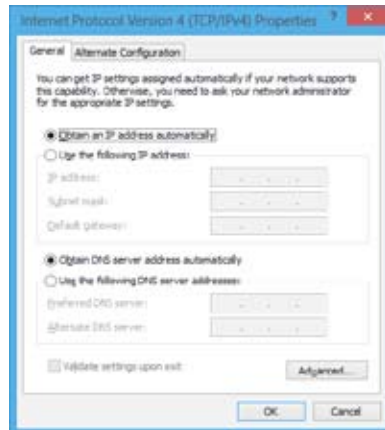 Internet Protocol Version 4 (TCP/IPv4) Properties
General
Alternate Configuration
You can get IP settings assigned automatically if your network supports
this capability. Otherwise, you need to ask your network administrator
for the appropriate IP settings.
Obtain an IP address automatically
Use the following IP address:
IP address:
Subnet mask:
Default gateway:
Obtain DNS server address automatically
Use the following DNS server addresses:
Preferred DNS server:
Alternate DNS server:
Validate settings upon exit
Advanced...
OK
Cancel